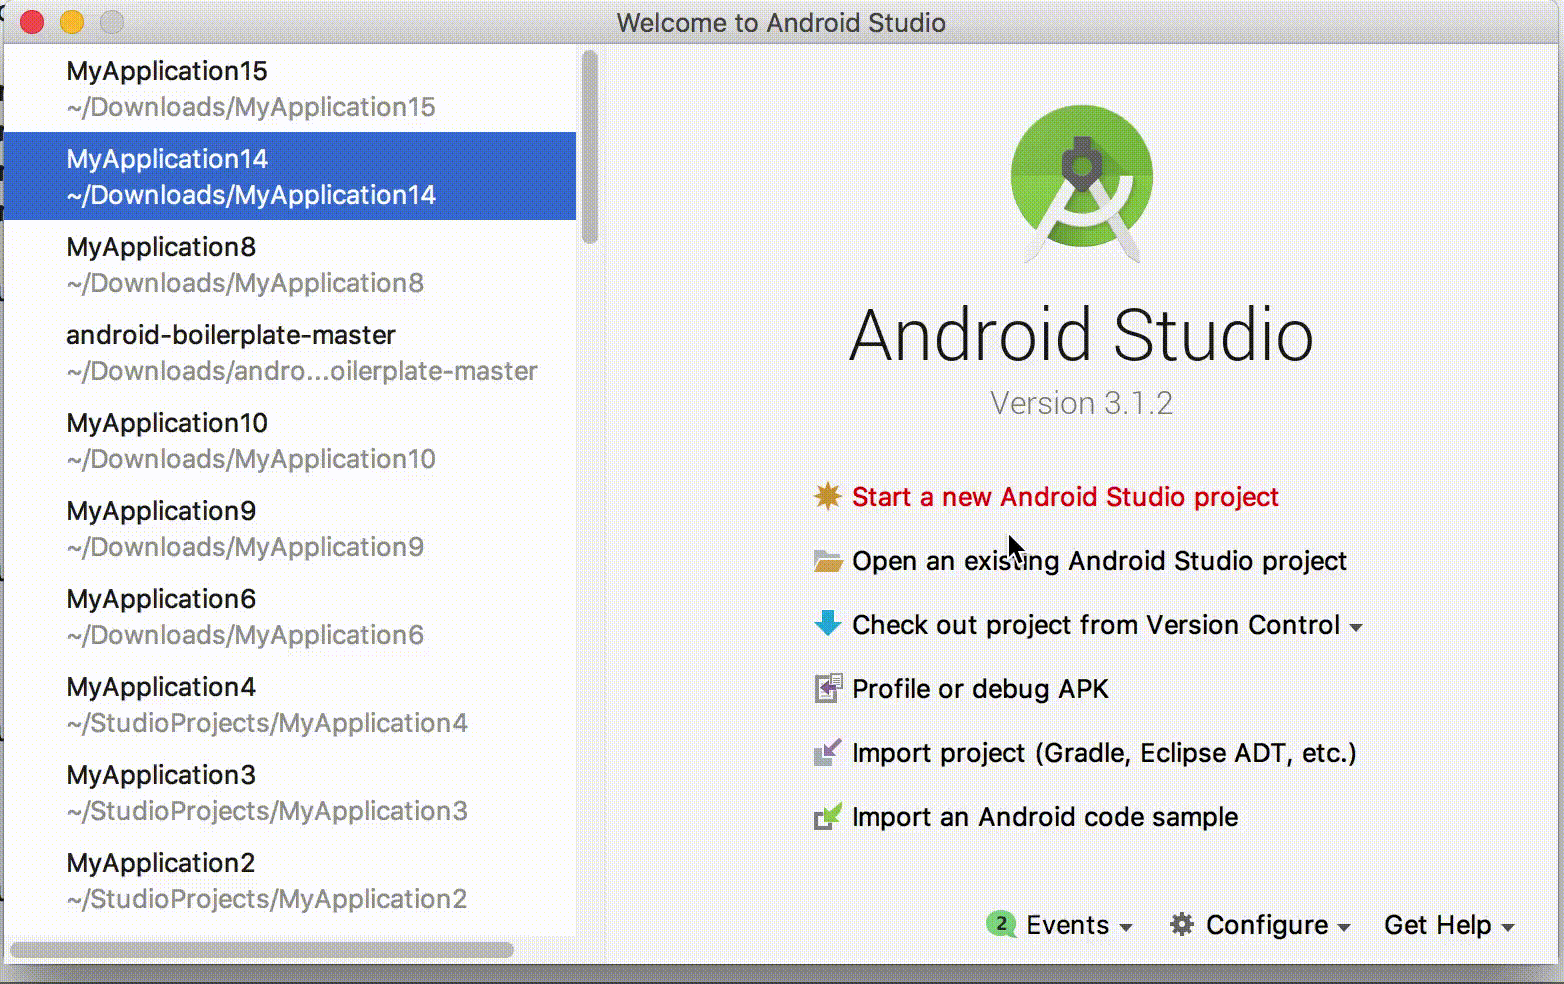 Welcome to Android Studio
MyApplication15
~/Downloads/MyApplication15
MyApplication14
~/Downloads/MyApplication14
MyApplication8
~/Downloads/MyApplication8
android-boilerplate-master
~/Downloads/andro...oilerplate-master
MyApplication10
~/Downloads/MyApplication10
MyApplication9
~/Downloads/MyApplication9
MyApplication6
~/Downloads/MyApplication6
MyApplication4
~/StudioProjects/MyApplication4
MyApplication3
~/StudioProjects/MyApplication3
MyApplication2
~/StudioProjects/MyApplication2
Android Studio
Version 3.1.2
Start a new Android Studio project
Open an existing Android Studio project
Check out project from Version Control
Profile or debug APK
Import project (Gradle, Eclipse ADT, etc.)
Import an Android code sample
2 Events Configure Get Help